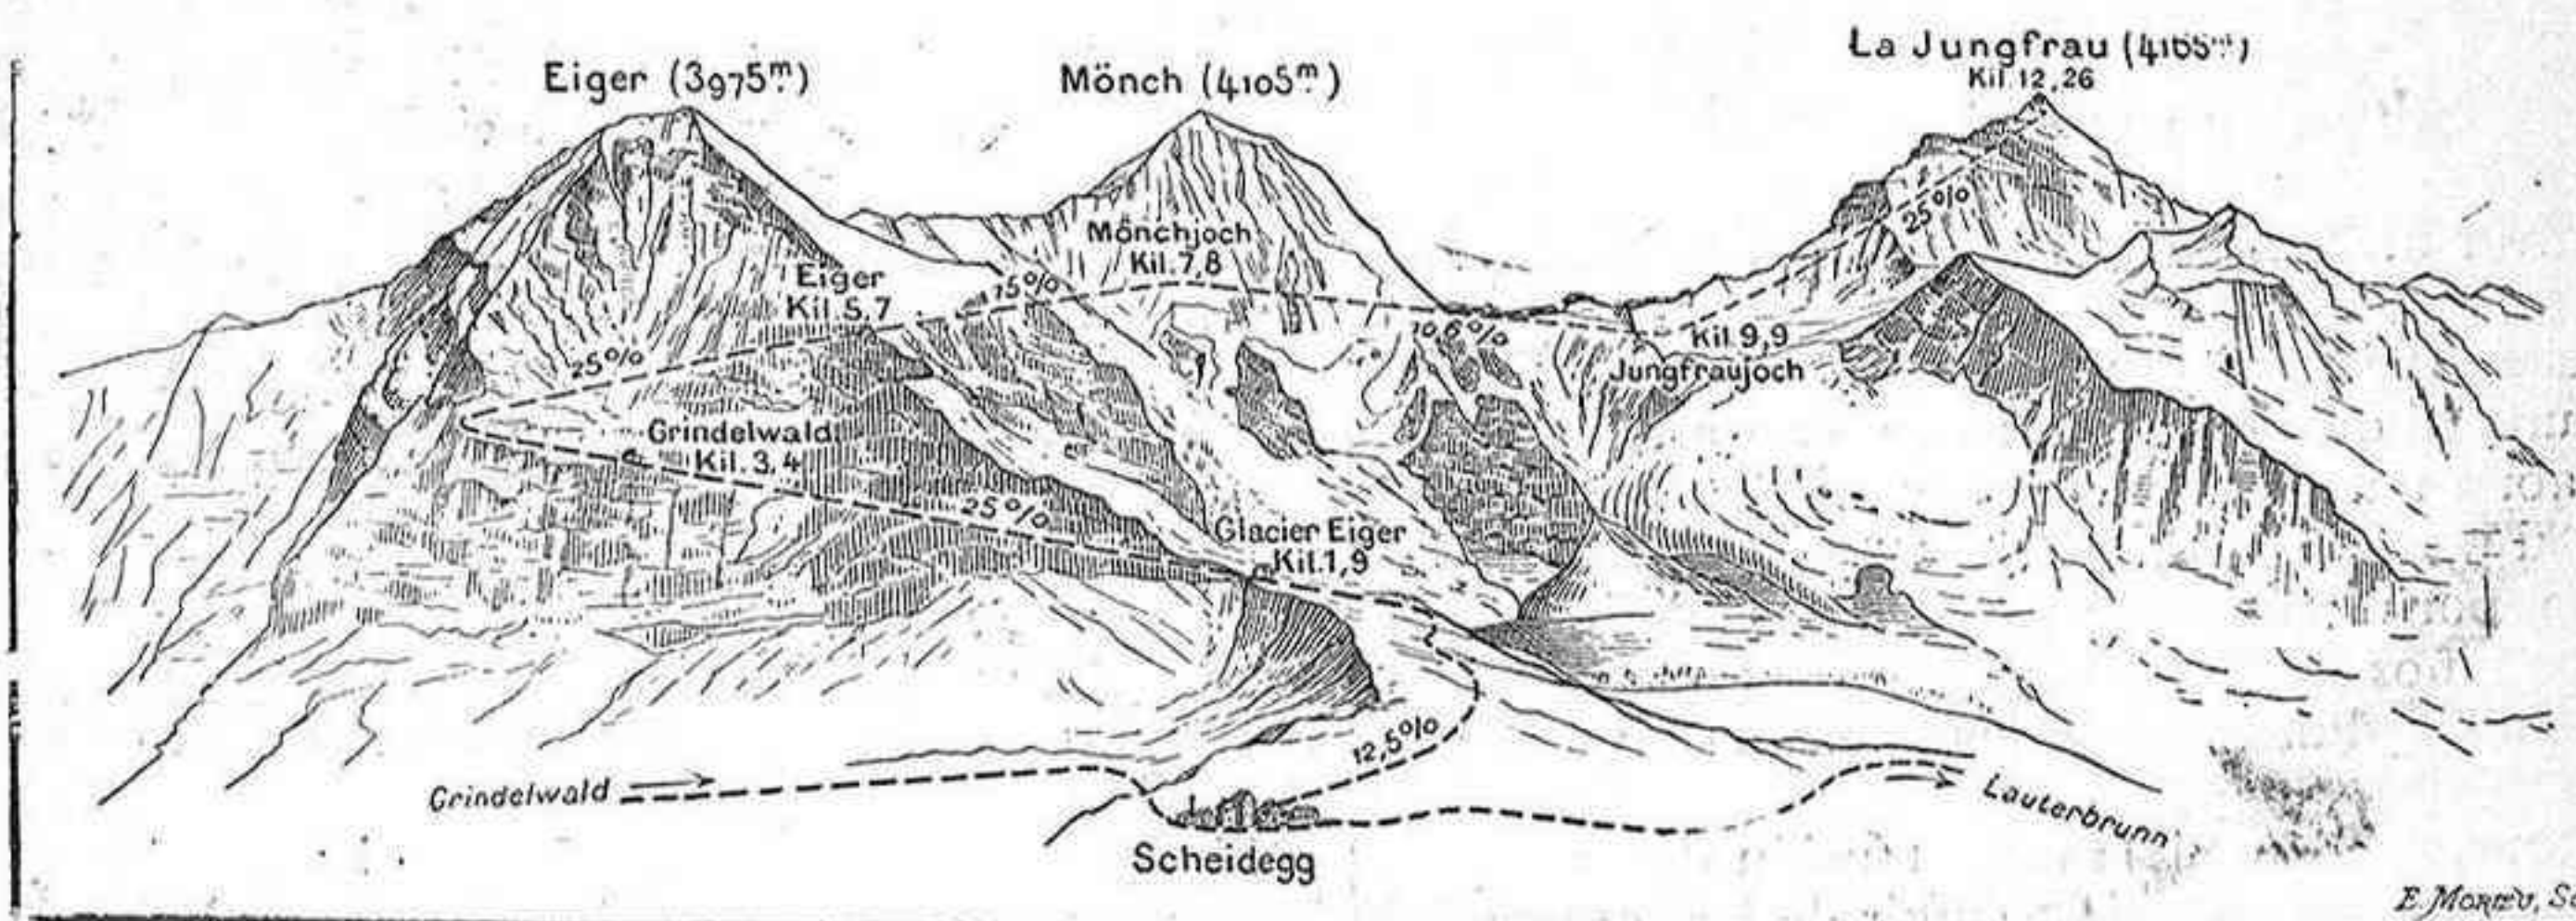 Eiger (3975m)
Mönch (4105m)
La Jungfrau (4165m)
Kil 12,26
25%
Mönchjoch
Kil.7,8
Eiger
Kil.5,7
15%
10,6%
Kil 9,9
Jungfraujoch
25%
Grindelwald
Kil.3,4
25%
Glacier Eiger
Kil.1,9
12,5%
Grindelwald
Lauterbrunn
Scheidegg